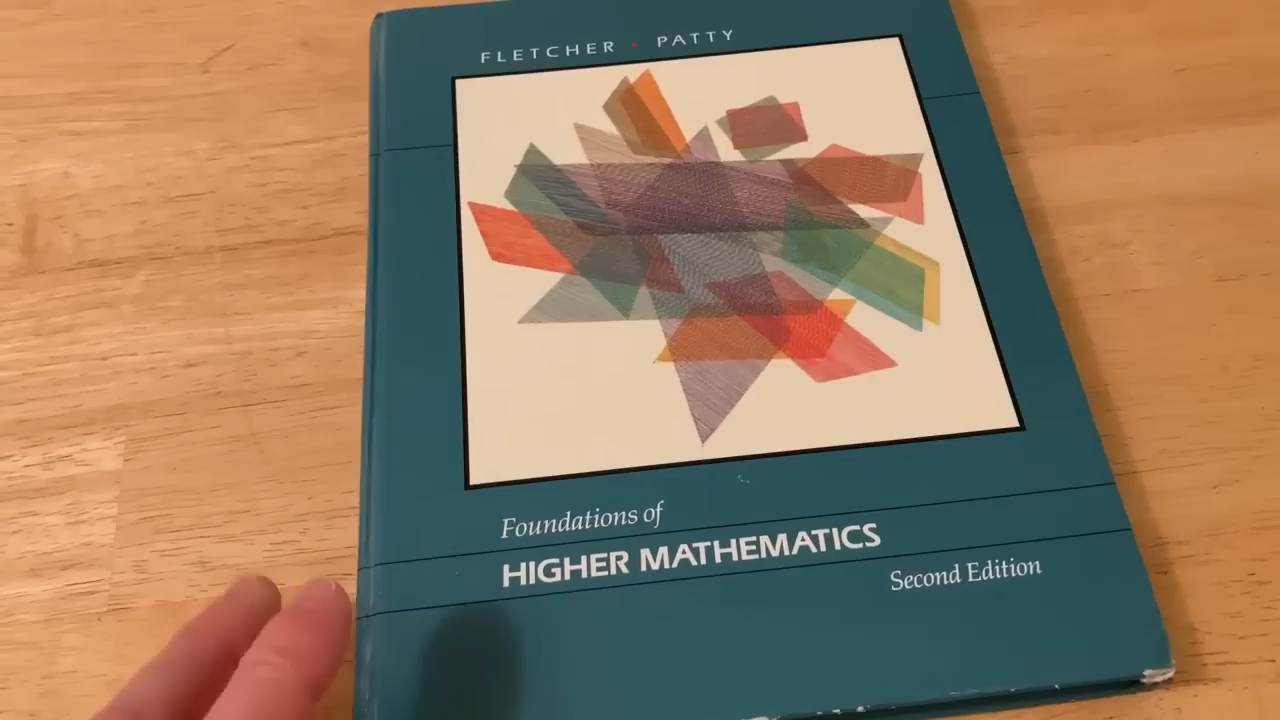 FLETCHER • PATTY
Foundations of
HIGHER MATHEMATICS
Second Edition